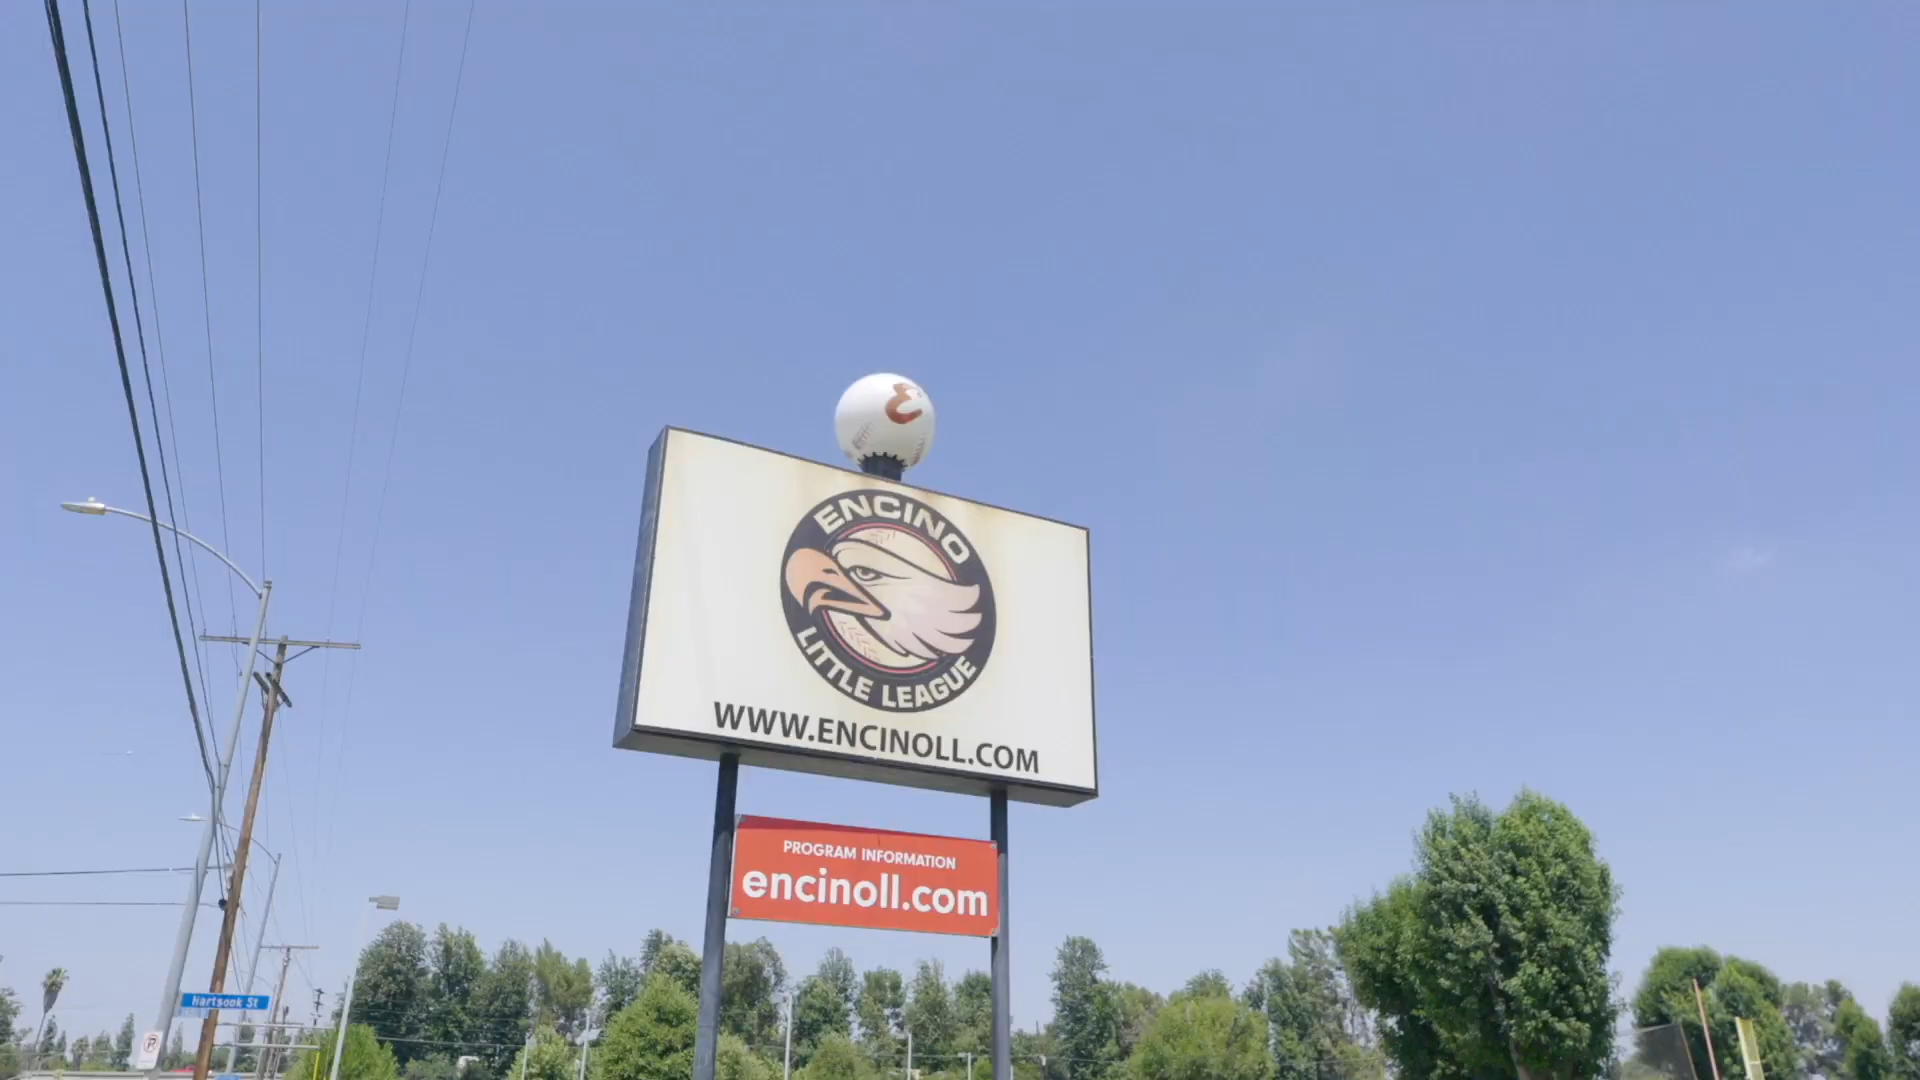 E
ENCINO
LITTLE LEAGUE
WWW.ENCINOLL.COM
PROGRAM INFORMATION
encinoll.com
Hartsook St
P